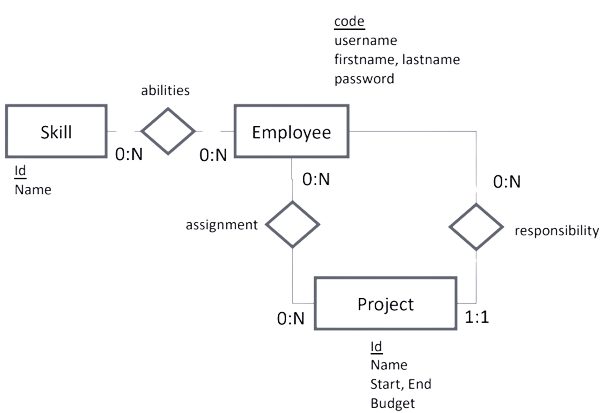 code
username
firstname, lastname
password
abilities
Skill
Employee
0:N
0:N
Id
Name
0:N
0:N
assignment
responsibility
Project
0:N
1:1
Id
Name
Start, End
Budget